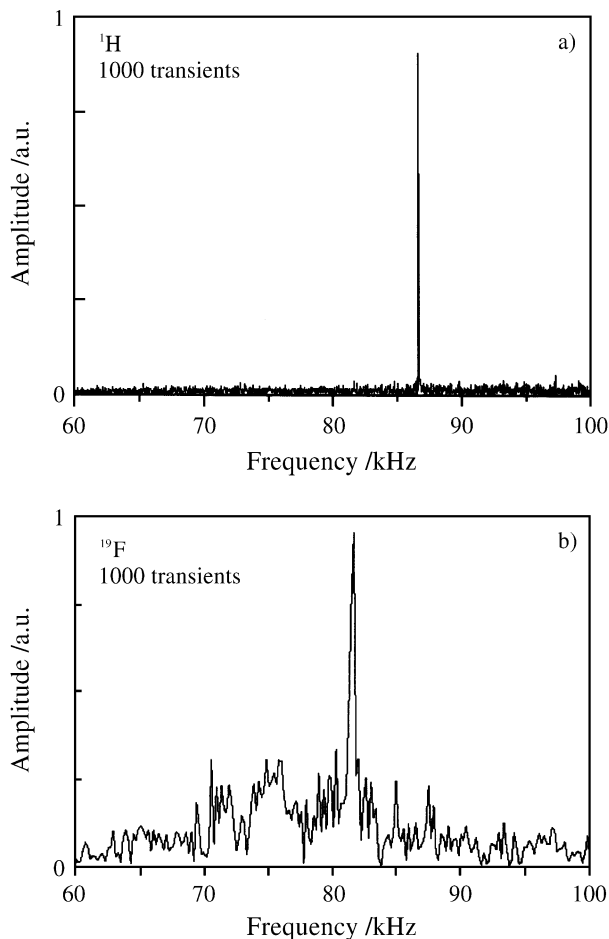 1
¹H
a)
1000 transients
Amplitude /a.u.
0
60 70 80 90 100
Frequency /kHz
1
¹⁹F
b)
1000 transients
Amplitude /a.u.
0
60 70 80 90 100
Frequency /kHz